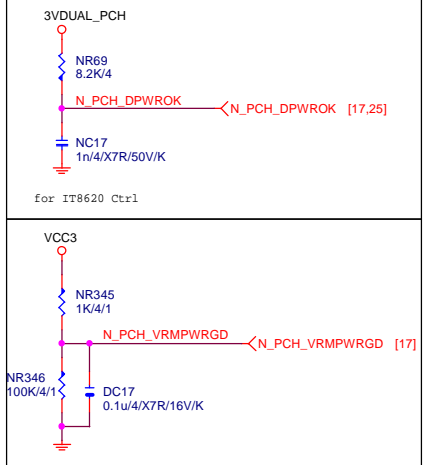 3VDUAL_PCH
NR69
8.2K/4
N_PCH_DPWROK
N_PCH_DPWROK [17,25]
NC17
1n/4/X7R/50V/K
for IT8620 Ctrl
VCC3
NR345
1K/4/1
N_PCH_VRMPWRGD
N_PCH_VRMPWRGD [17]
NR346
100K/4/1
DC17
0.1u/4/X7R/16V/K